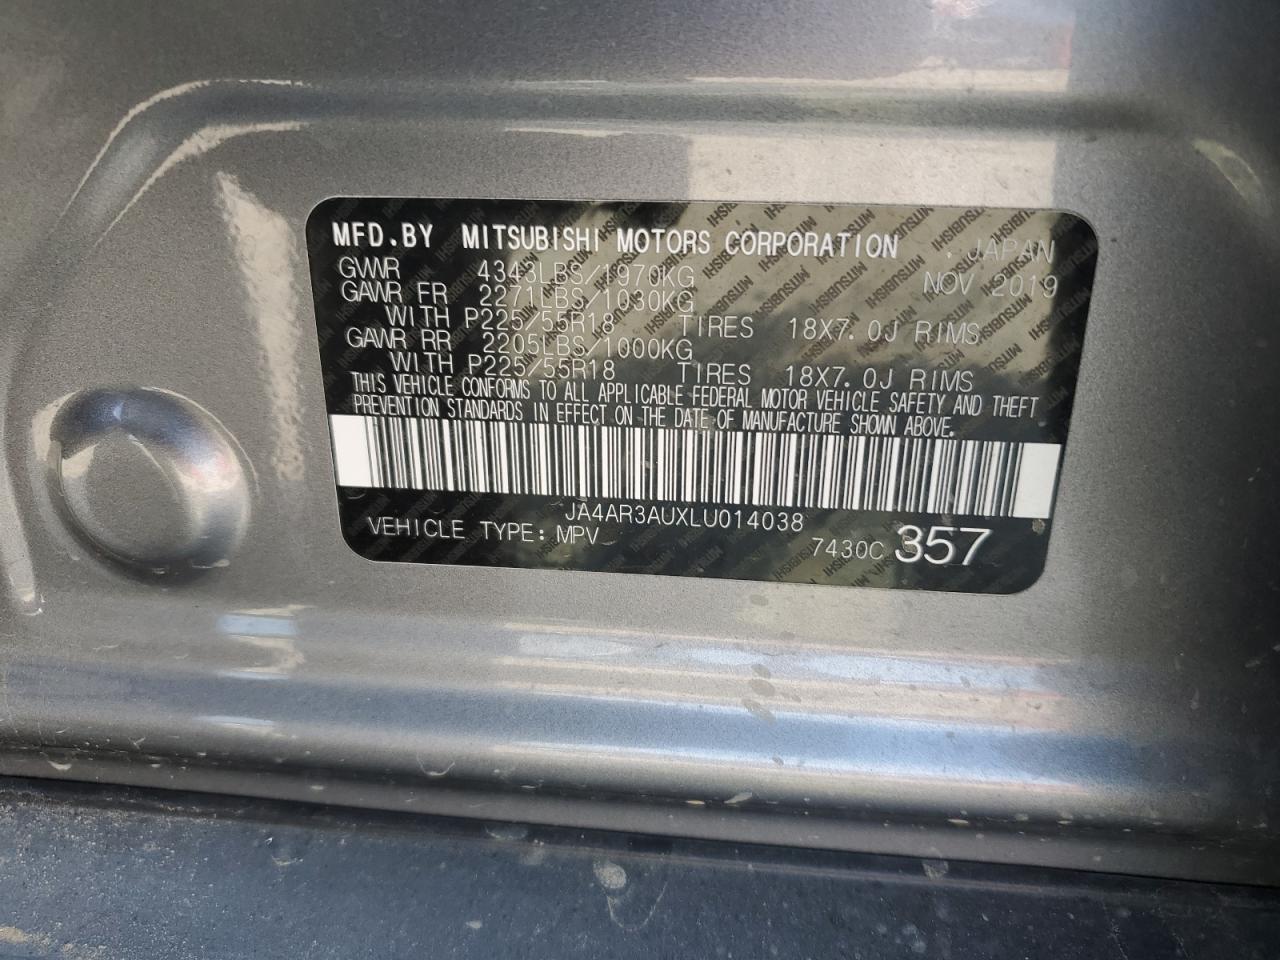 MFD.BY MITSUBISHI MOTORS CORPORATION . JAPAN
GVWR 4343LBS/1970KG NOV 2019
GAWR FR 2271LBS/1030KG
WITH P225/55R18 TIRES 18X7.0J RIMS
GAWR RR 2205LBS/1000KG
WITH P225/55R18 TIRES 18X7.0J RIMS
THIS VEHICLE CONFORMS TO ALL APPLICABLE FEDERAL MOTOR VEHICLE SAFETY AND THEFT
PREVENTION STANDARDS IN EFFECT ON THE DATE OF MANUFACTURE SHOWN ABOVE.
JA4AR3AUXLU014038
VEHICLE TYPE: MPV 7430C 357